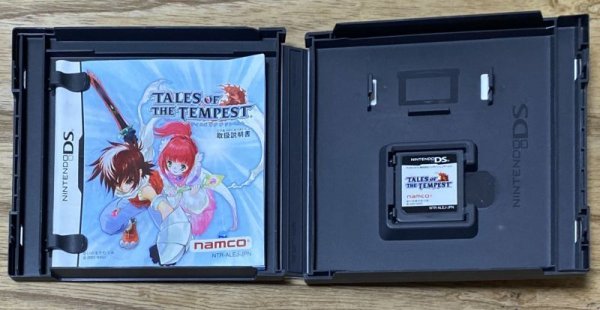 NINTENDO DS
TALES OF
THE TEMPEST
取扱説明書
namco
NTR-ALEJ-JPN
NINTENDO DS
NINTENDO DS
TALES OF
THE TEMPEST
namco
NTR-ALEJ-JPN